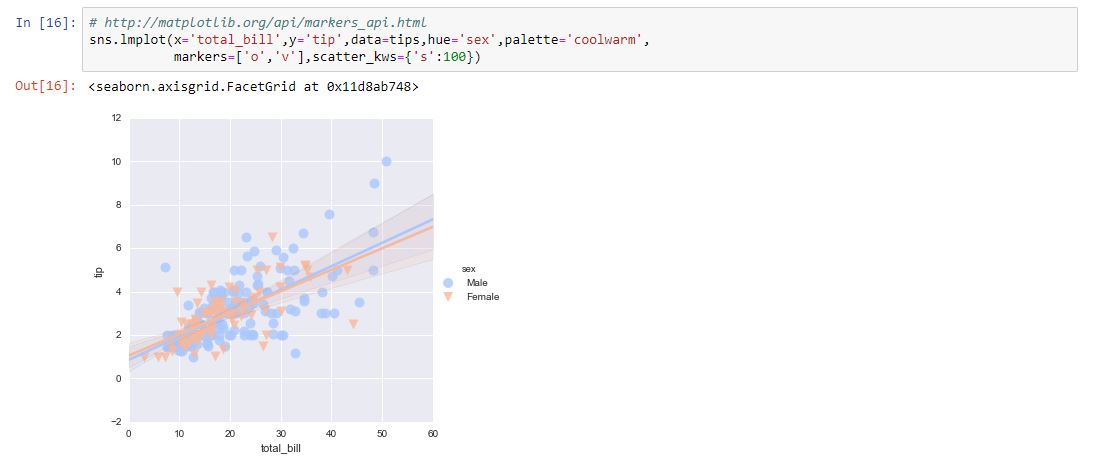 In [16]: # http://matplotlib.org/api/markers_api.html
sns.lmplot(x='total_bill',y='tip',data=tips,hue='sex',palette='coolwarm',
markers=['o','v'],scatter_kws={'s':100})
Out[16]: <seaborn.axisgrid.FacetGrid at 0x11d8ab748>
12
10
8
6
4
2
0
−2
tip
0 10 20 30 40 50 60
total_bill
sex
Male
Female